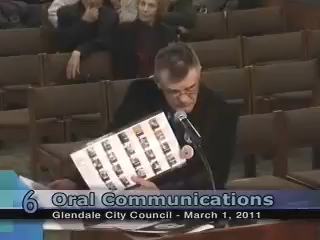 6 Oral Communications
Glendale City Council - March 1, 2011